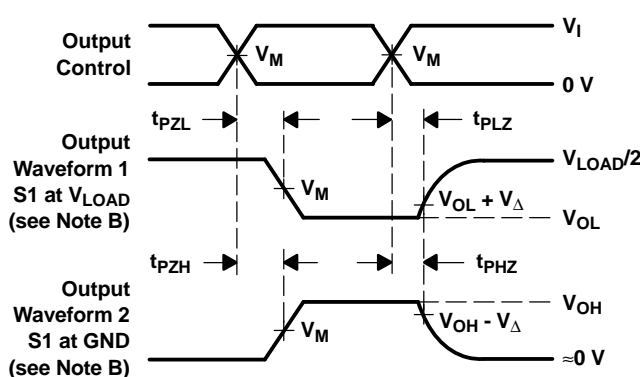 Output
Control
V_M
V_M
V_I
0 V
t_PZL
t_PLZ
Output
Waveform 1
S1 at V_LOAD
(see Note B)
V_M
V_LOAD/2
V_OL + V_Δ
V_OL
t_PZH
t_PHZ
Output
Waveform 2
S1 at GND
(see Note B)
V_M
V_OH
V_OH - V_Δ
≈0 V